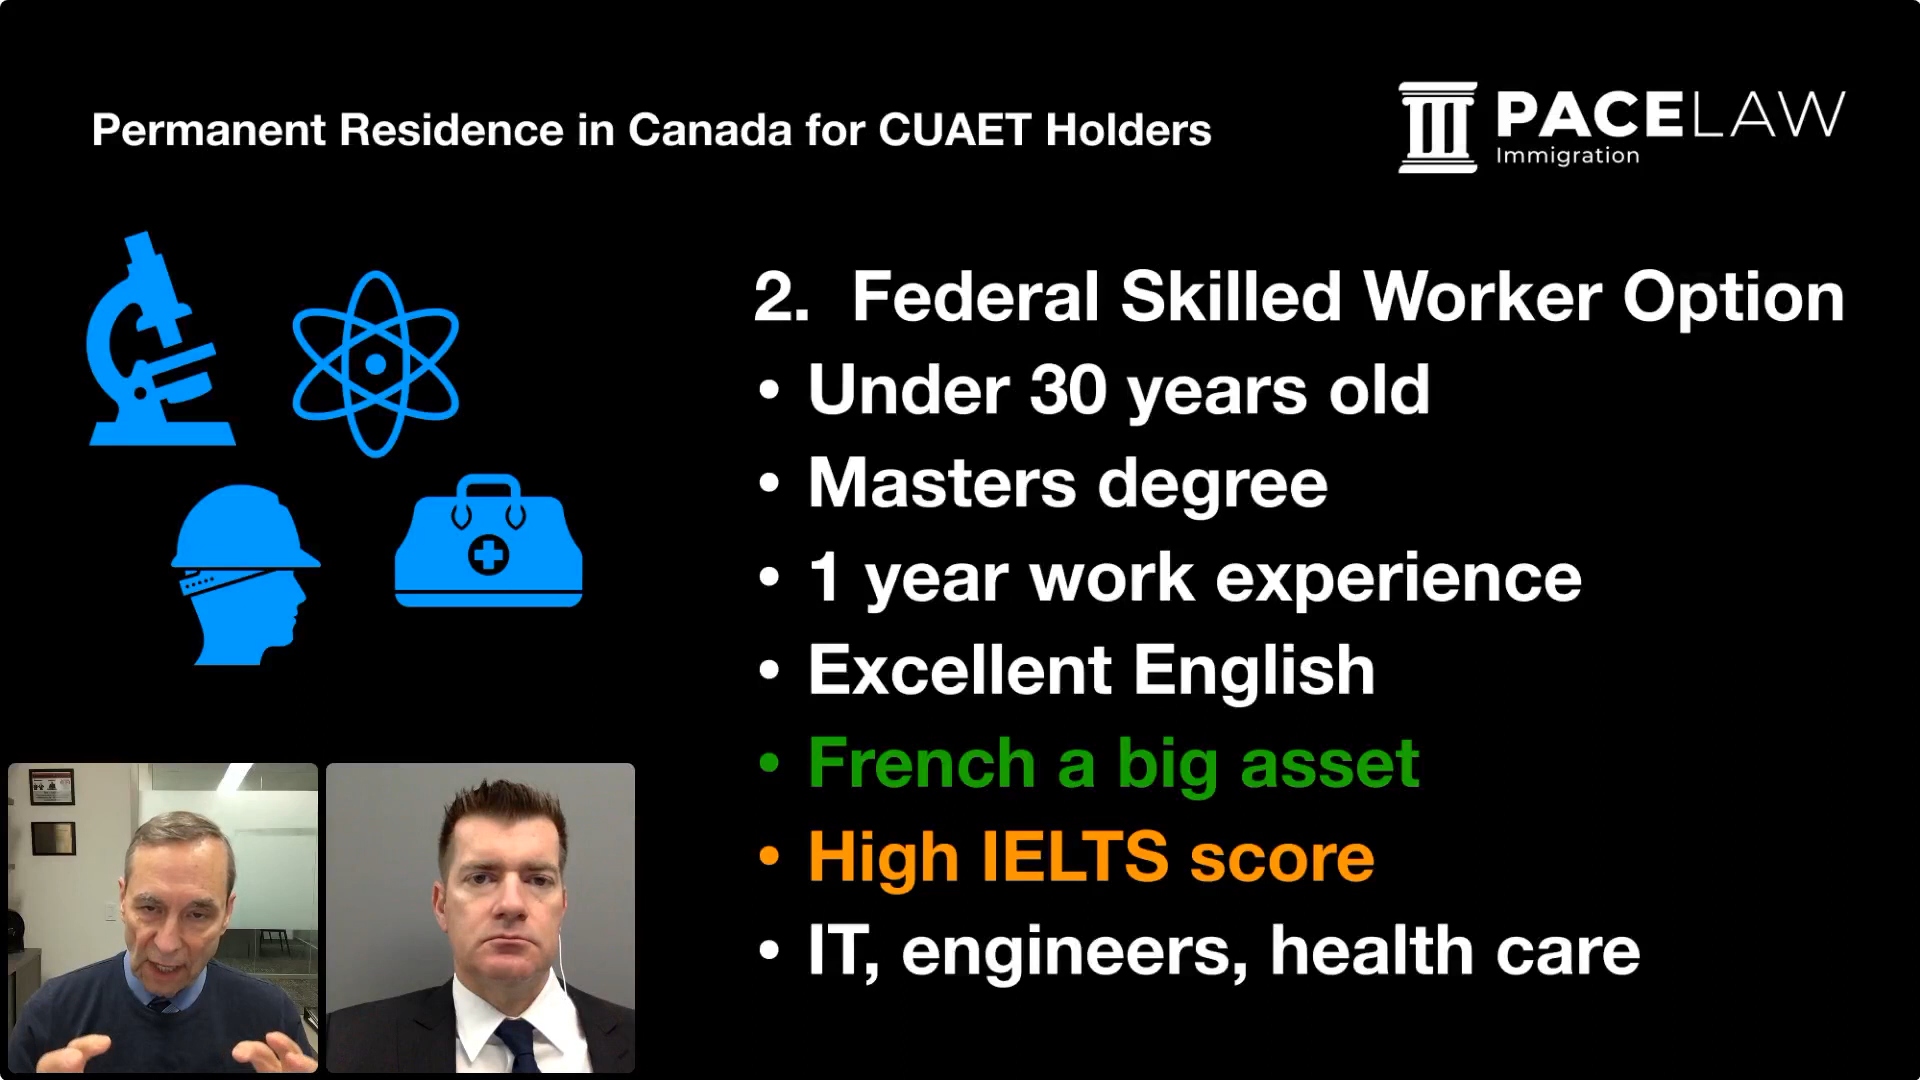 Permanent Residence in Canada for CUAET Holders
PACELAW
Immigration
2. Federal Skilled Worker Option
• Under 30 years old
• Masters degree
• 1 year work experience
• Excellent English
• French a big asset
• High IELTS score
• IT, engineers, health care